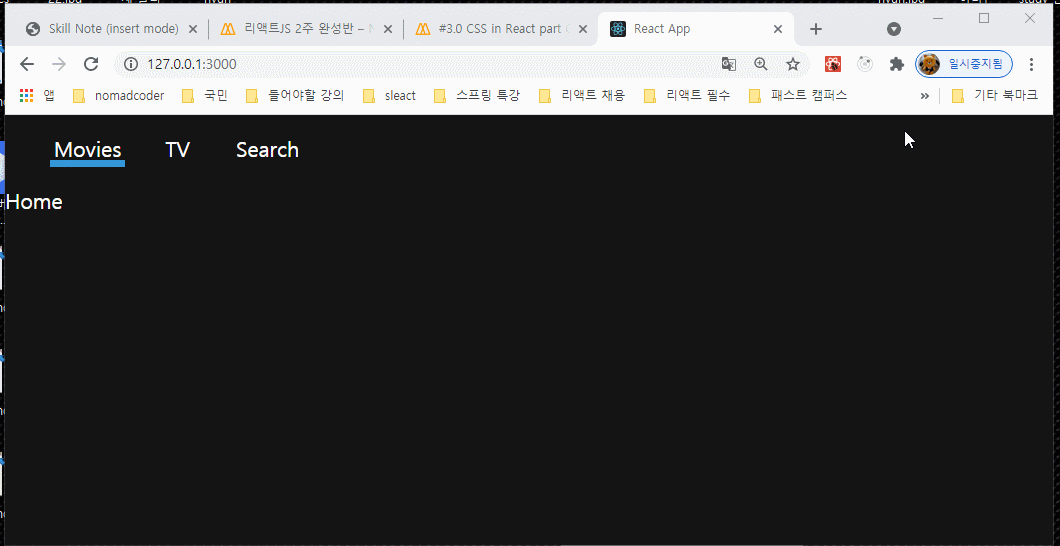 Skill Note (insert mode) 리액트JS 2주 완성반 – #3.0 CSS in React part React App
127.0.0.1:3000 일시중지됨
앱 nomadcoder 국민 들어야할 강의 sleact 스프링 특강 리액트 채용 리액트 필수 패스트 캠퍼스 » 기타 북마크
Movies TV Search
Home